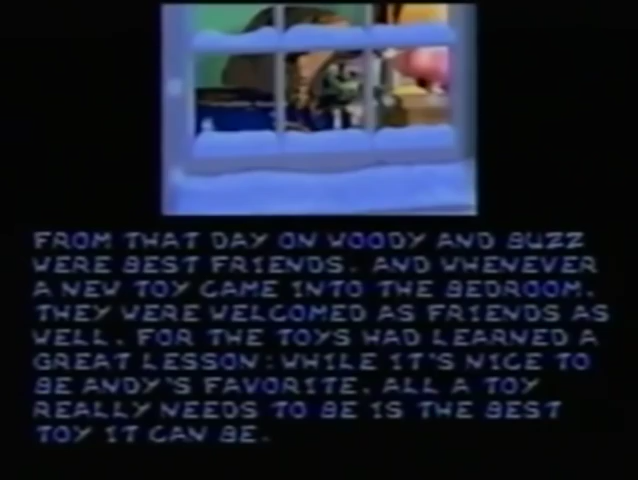 FROM THAT DAY ON WOODY AND BUZZ
WERE BEST FRIENDS. AND WHENEVER
A NEW TOY CAME INTO THE BEDROOM,
THEY WERE WELCOMED AS FRIENDS AS
WELL. FOR THE TOYS HAD LEARNED A
GREAT LESSON: WHILE IT'S NICE TO
BE ANDY'S FAVORITE, ALL A TOY
REALLY NEEDS TO BE IS THE BEST
TOY IT CAN BE.